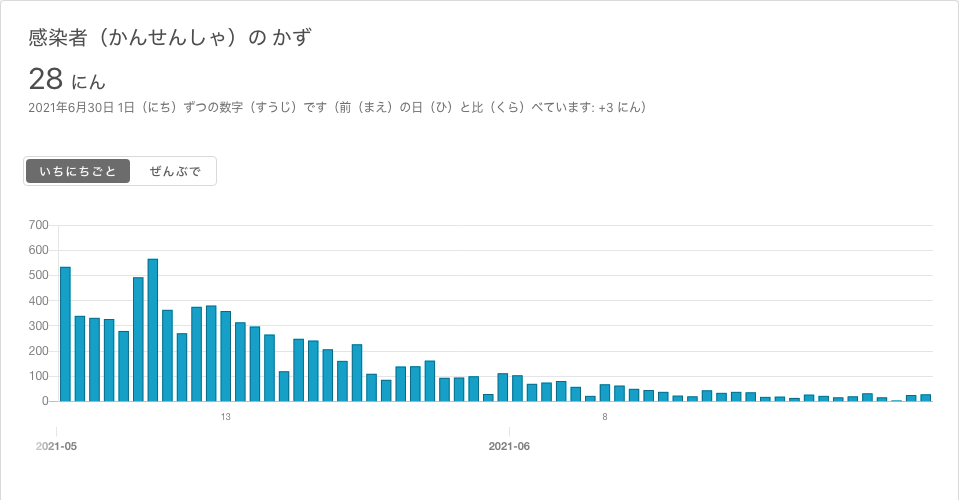 感染者（かんせんしゃ）の かず
28 にん
2021年6月30日 1日（にち）ずつの数字（すうじ）です（前（まえ）の日（ひ）と比（くら）べています: +3 にん）
いちにちごと ぜんぶで
700
600
500
400
300
200
100
0
13 8
2021-05 2021-06